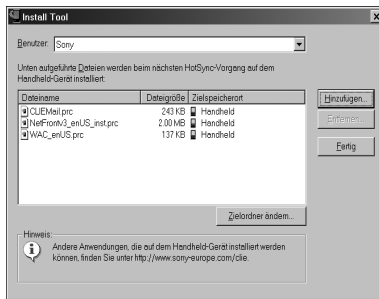 Install Tool
Benutzer: Sony
Unten aufgeführte Dateien werden beim nächsten HotSync-Vorgang auf dem
Handheld-Gerät installiert:
Dateiname Dateigröße Zielspeicherort
CLIEMail.prc 243 KB Handheld
NetFrontv3_enUS_inst.prc 2.00 MB Handheld
WAC_enUS.prc 137 KB Handheld
Hinzufügen...
Entfernen...
Fertig
Zielordner ändern...
Hinweis:
Andere Anwendungen, die auf dem Handheld-Gerät installiert werden
können, finden Sie unter http://www.sony-europe.com/clie.